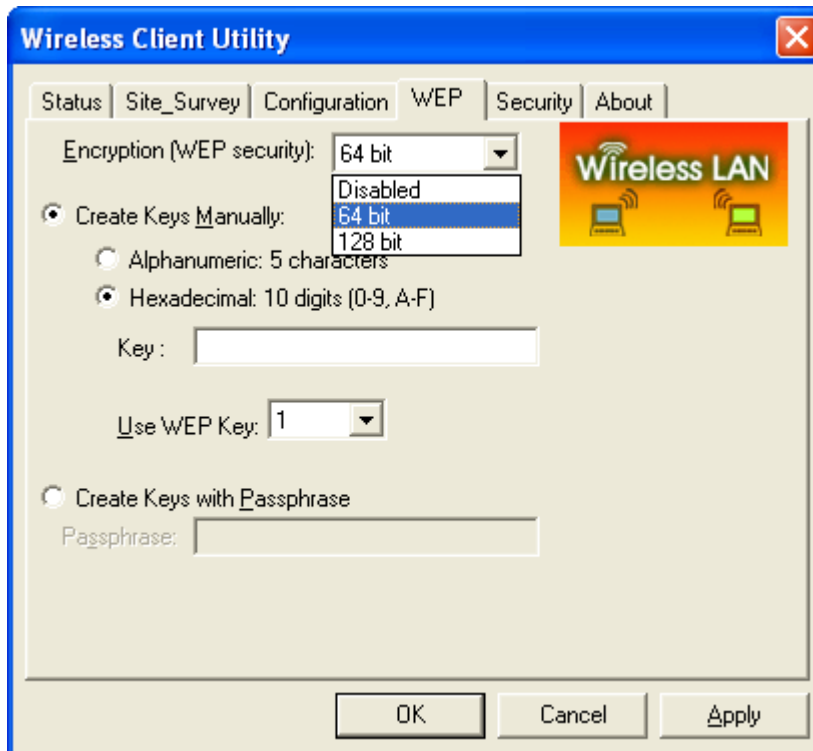 Wireless Client Utility
Status Site_Survey Configuration WEP Security About
Encryption (WEP security): 64 bit
Wireless LAN
Disabled
64 bit
128 bit
Create Keys Manually:
Alphanumeric: 5 characters
Hexadecimal: 10 digits (0-9, A-F)
Key :
Use WEP Key: 1
Create Keys with Passphrase
Passphrase:
OK Cancel Apply